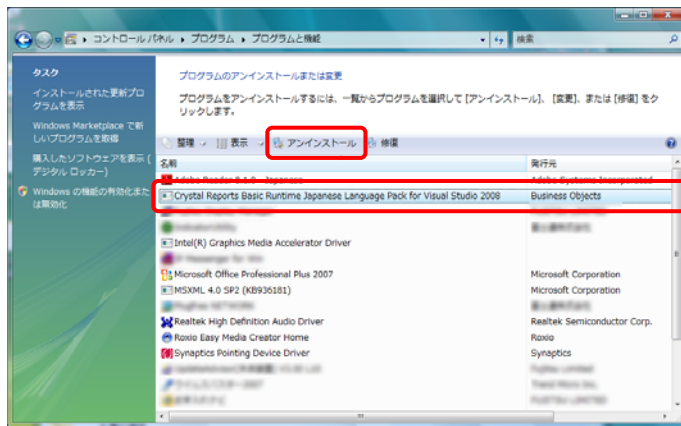 コントロール パネル ▸ プログラム ▸ プログラムと機能
検索
タスク
インストールされた更新プロ
グラムを表示
Windows Marketplace で新
しいプログラムを取得
購入したソフトウェアを表示 (
デジタル ロッカー)
Windows の機能の有効化また
は無効化
プログラムのアンインストールまたは変更
プログラムをアンインストールするには、一覧からプログラムを選択して [アンインストール]、[変更]、または [修復] をク
リックします。
整理 表示 アンインストール 修復
名前 発行元
Adobe Reader 8.1.0 - Japanese Adobe Systems Incorporated
Crystal Reports Basic Runtime Japanese Language Pack for Visual Studio 2008 Business Objects
Intel(R) Graphics Media Accelerator Driver
Microsoft Office Professional Plus 2007 Microsoft Corporation
MSXML 4.0 SP2 (KB936181) Microsoft Corporation
Realtek High Definition Audio Driver Realtek Semiconductor Corp.
Roxio Easy Media Creator Home Roxio
Synaptics Pointing Device Driver Synaptics